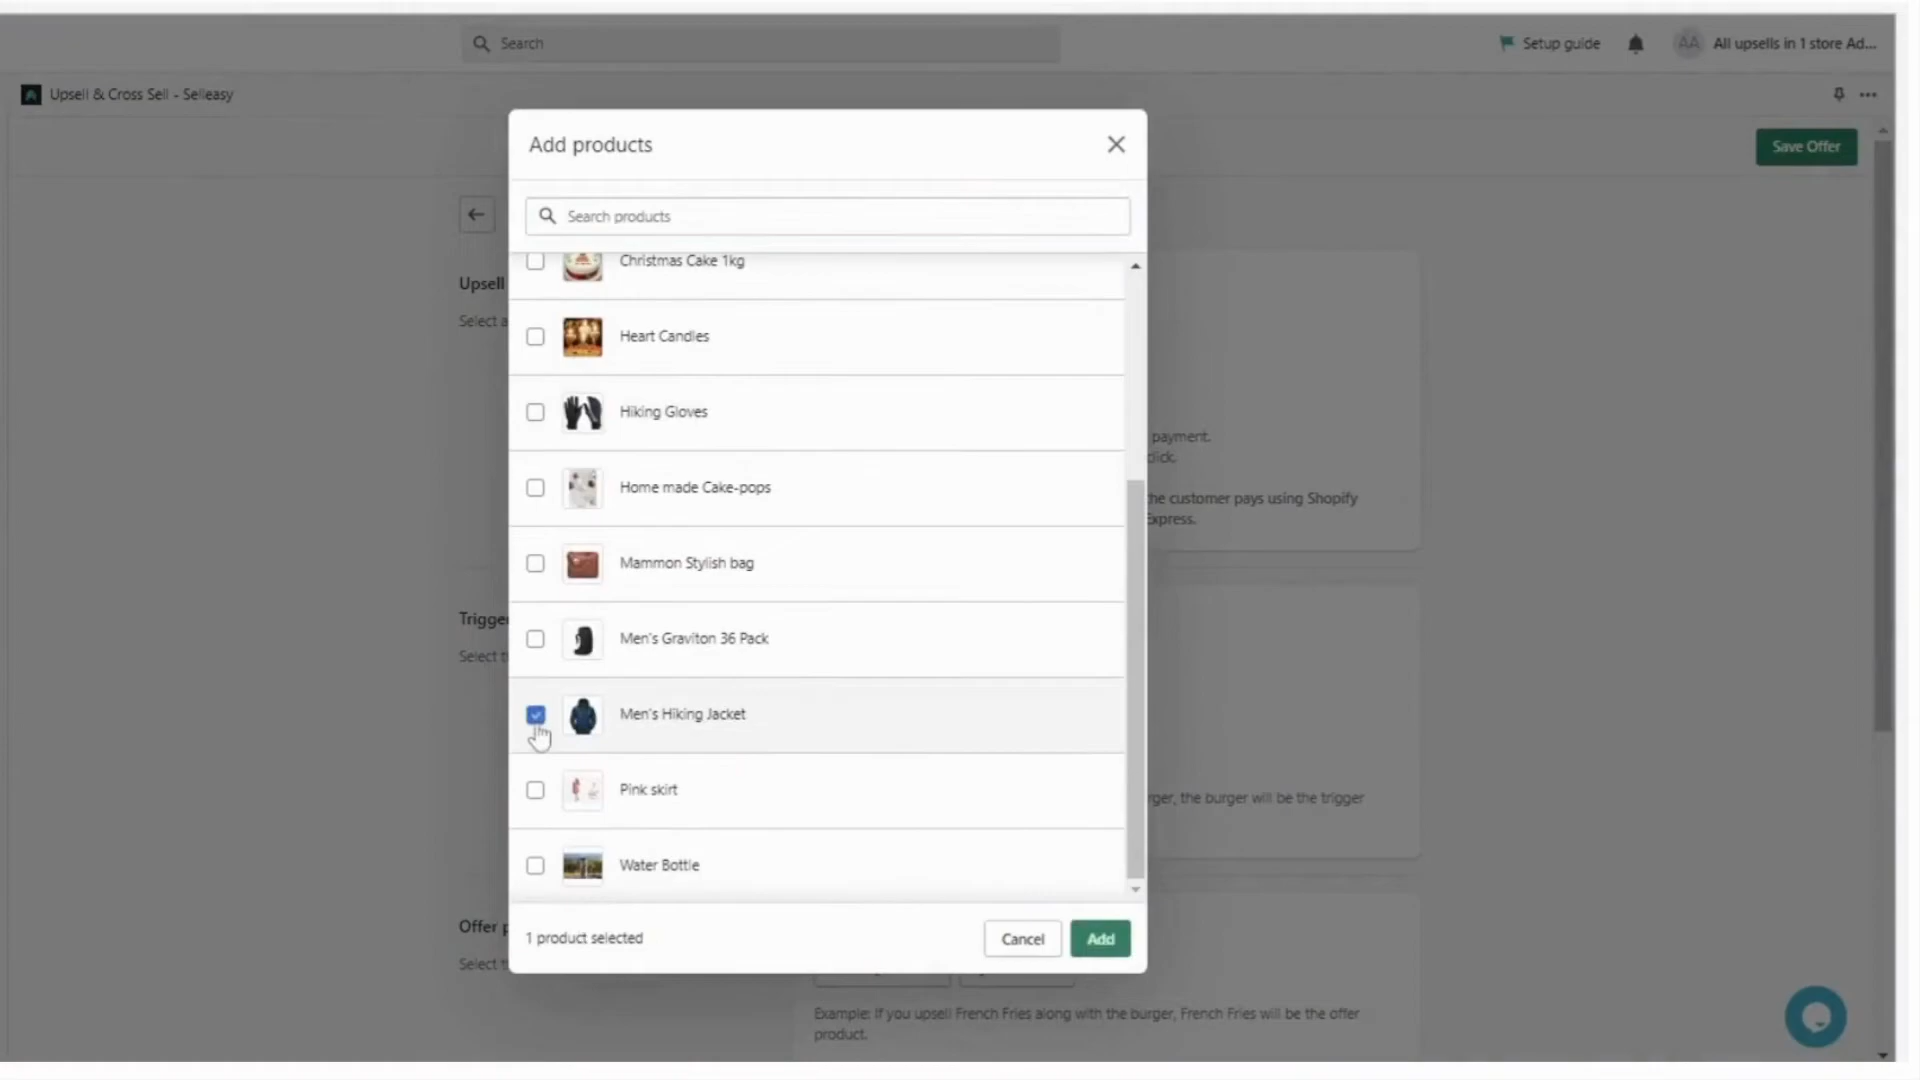 Search
Setup guide
AA
All upsells in 1 store Ad...
Upsell & Cross Sell - Selleasy
Save Offer
Add products
Search products
Christmas Cake 1kg
Upsell
Select a
Heart Candles
Hiking Gloves
payment.
click.
Home made Cake-pops
the customer pays using Shopify
Express.
Mammon Stylish bag
Trigge
Men's Graviton 36 Pack
Select t
Men's Hiking Jacket
Pink skirt
rger, the burger will be the trigger
Water Bottle
Offer p
1 product selected
Cancel
Add
Select t
Example: If you upsell French Fries along with the burger, French Fries will be the offer
product.